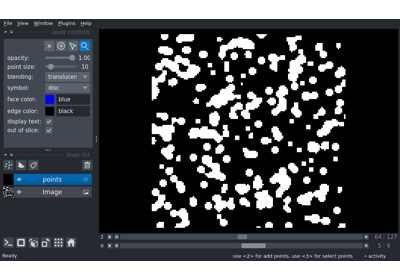 File View Window Plugins Help
layer controls
opacity: 1.00
point size: 10
blending: translucen
symbol: disc
face color: blue
edge color: black
display text:
out of slice:
layer list
points
Image
2 64 127
0 5 9
Ready use <2> for add points, use <3> for select points activity